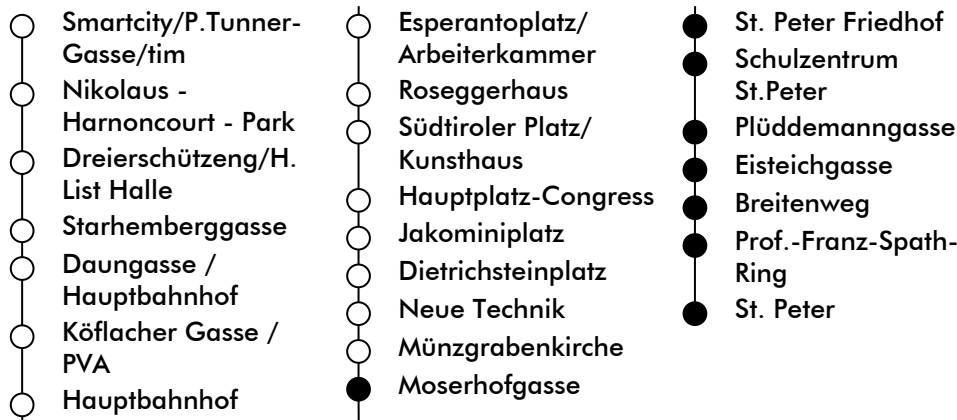 Smartcity/P.Tunner-
Gasse/tim
Nikolaus -
Harnoncourt - Park
Dreierschützeng/H.
List Halle
Starhemberggasse
Daungasse /
Hauptbahnhof
Köflacher Gasse /
PVA
Hauptbahnhof
Esperantoplatz/
Arbeiterkammer
Roseggerhaus
Südtiroler Platz/
Kunsthaus
Hauptplatz-Congress
Jakominiplatz
Dietrichsteinplatz
Neue Technik
Münzgrabenkirche
Moserhofgasse
St. Peter Friedhof
Schulzentrum
St.Peter
Plüddemanngasse
Eisteichgasse
Breitenweg
Prof.-Franz-Spath-
Ring
St. Peter